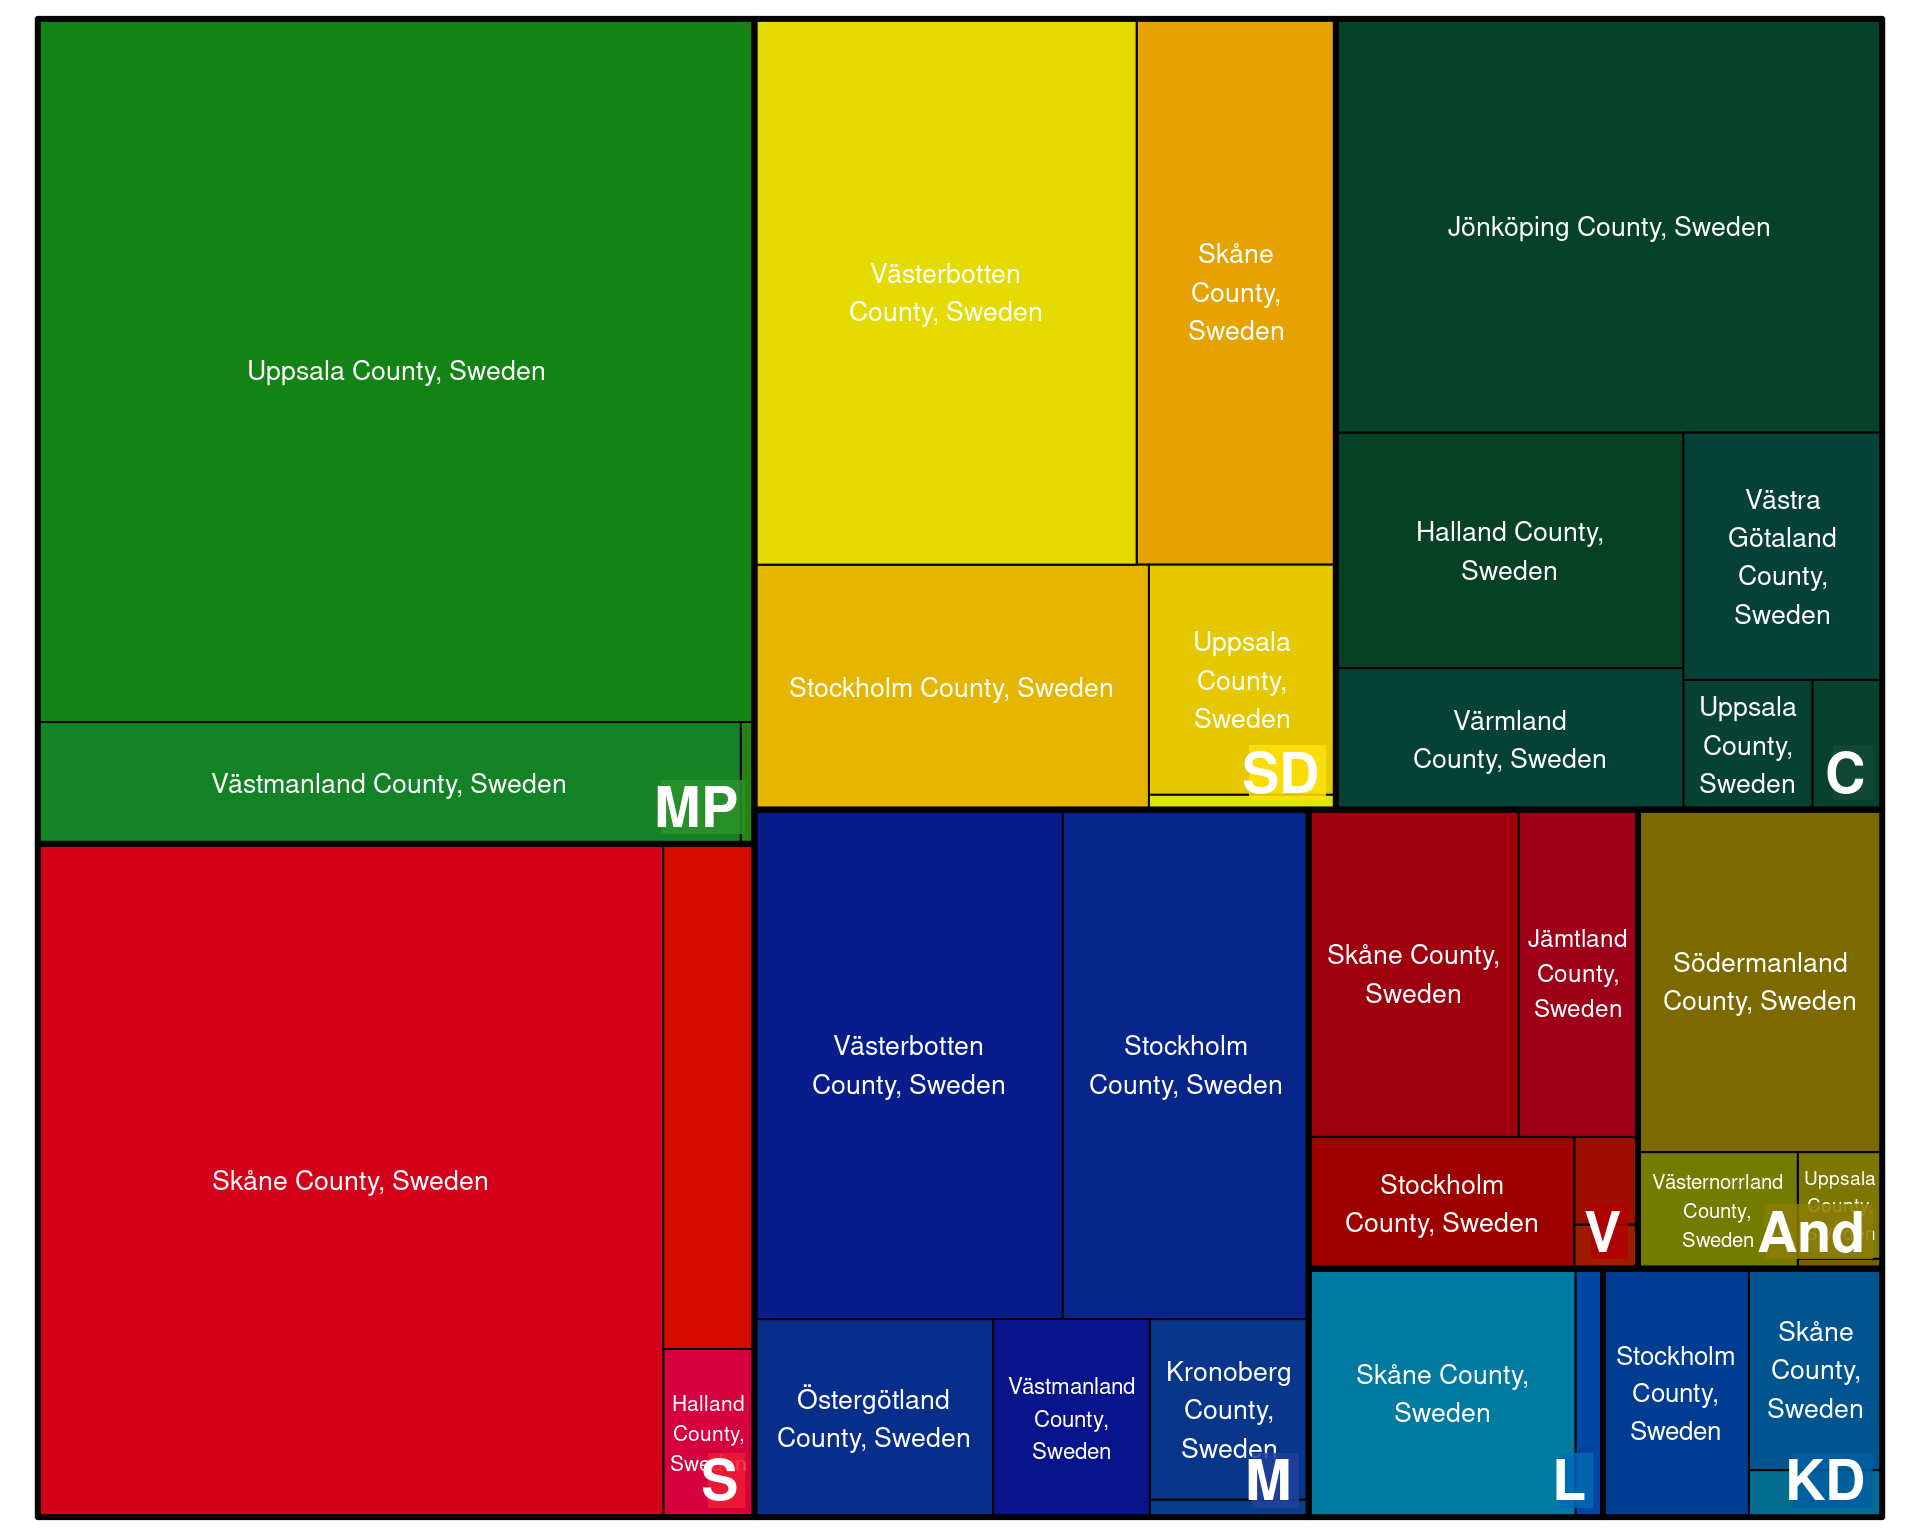 Uppsala County, Sweden
Västmanland County, Sweden
MP
Västerbotten
County, Sweden
Skåne
County,
Sweden
Stockholm County, Sweden
Uppsala
County,
Sweden
SD
Jönköping County, Sweden
Halland County,
Sweden
Västra
Götaland
County,
Sweden
Värmland
County, Sweden
Uppsala
County,
Sweden
C
Skåne County, Sweden
Halland
County,
Sweden
S
Västerbotten
County, Sweden
Stockholm
County, Sweden
Östergötland
County, Sweden
Västmanland
County,
Sweden
Kronoberg
County,
Sweden
M
Skåne County,
Sweden
Jämtland
County,
Sweden
Stockholm
County, Sweden
V
Södermanland
County, Sweden
Västernorrland
County,
Sweden
Uppsala
County,
Sweden
And
Skåne County,
Sweden
L
Stockholm
County,
Sweden
Skåne
County,
Sweden
KD